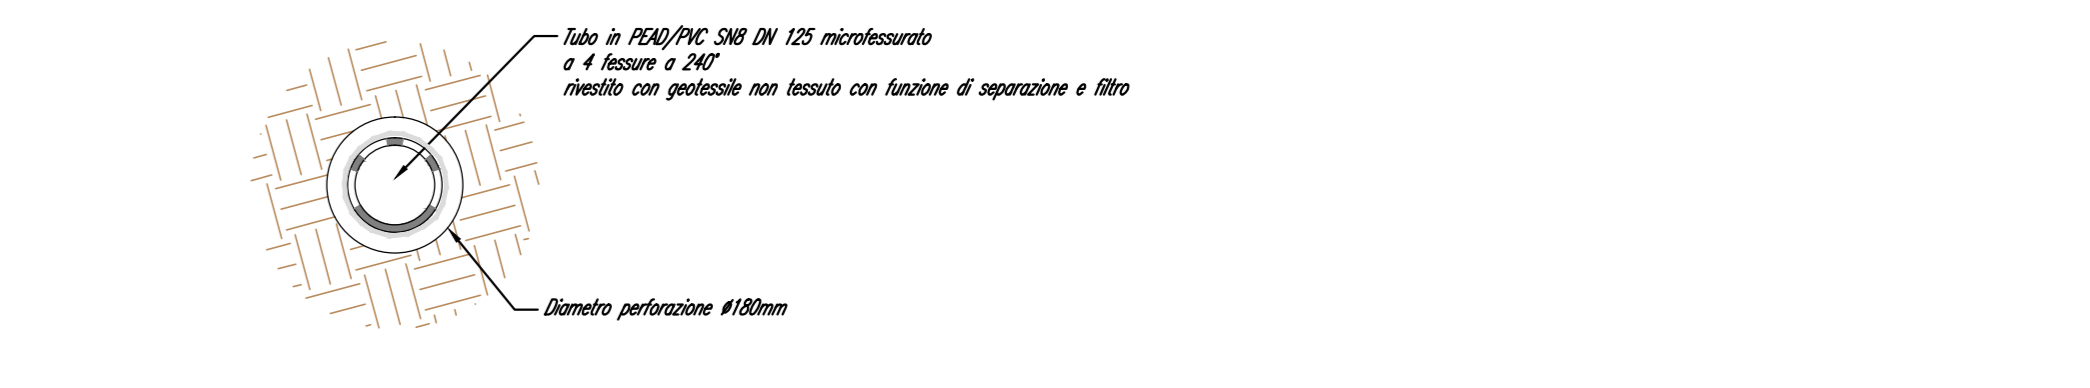 Tubo in PEAD/PVC SN8 DN 125 microfessurato
a 4 fessure a 240°
rivestito con geotessile non tessuto con funzione di separazione e filtro
Diametro perforazione ø180mm